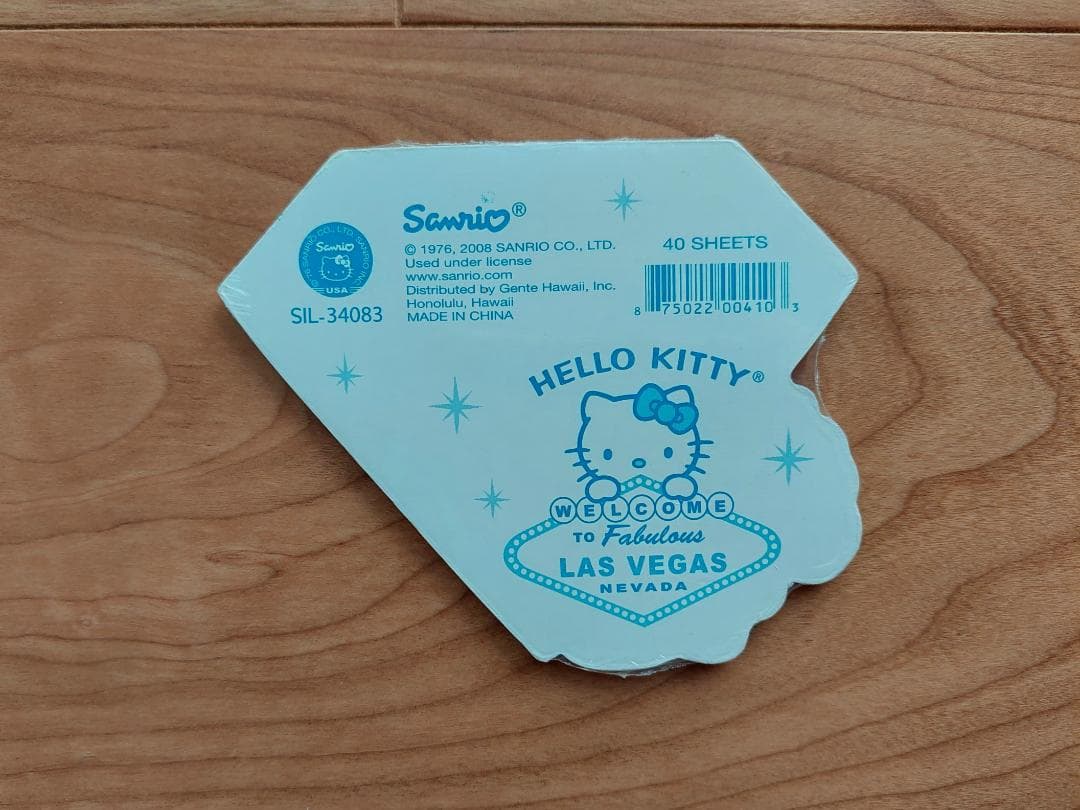 Sanrio®
© 1976, 2008 SANRIO CO., LTD.
Used under license
www.sanrio.com
Distributed by Gente Hawaii, Inc.
Honolulu, Hawaii
MADE IN CHINA
Sanrio
USA
SIL-34083
40 SHEETS
8 75022 00410 3
HELLO KITTY®
WELCOME
TO Fabulous
LAS VEGAS
NEVADA